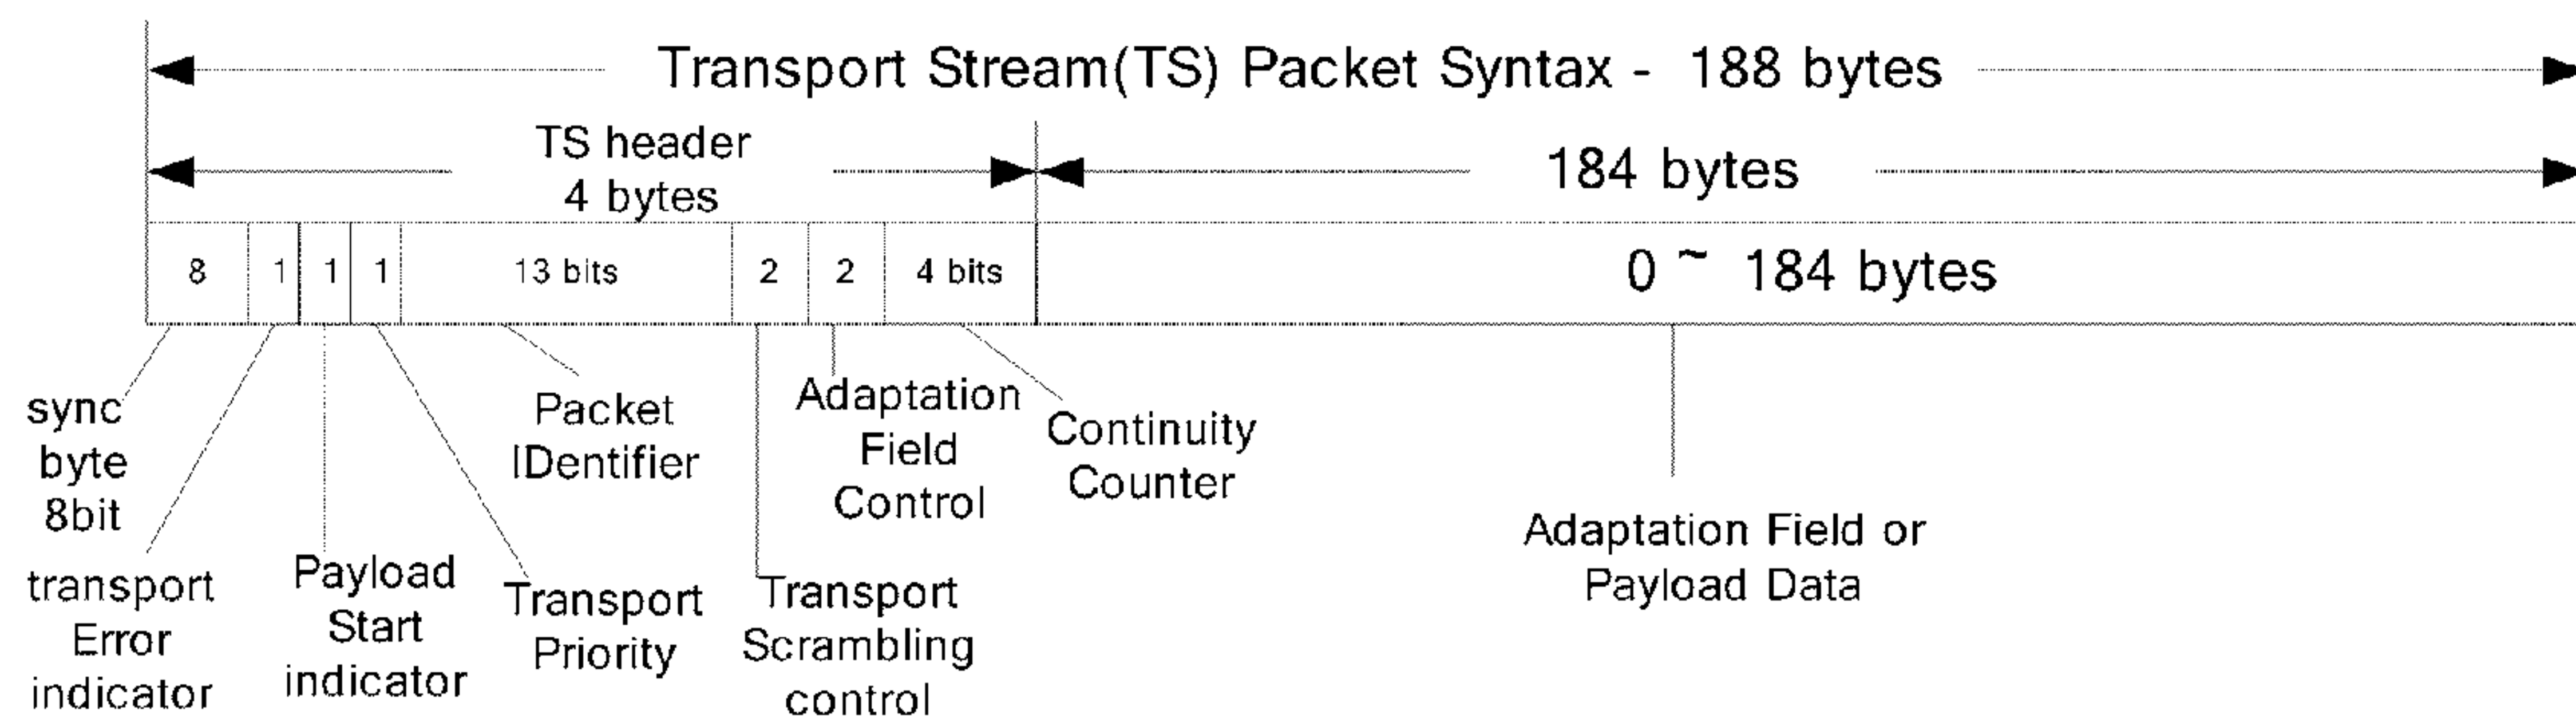 Transport Stream(TS) Packet Syntax - 188 bytes
TS header
4 bytes
184 bytes
8
1
1
1
13 bits
2
2
4 bits
0 ~ 184 bytes
sync
byte
8bit
transport
Error
indicator
Payload
Start
indicator
Transport
Priority
Packet
IDentifier
Transport
Scrambling
control
Adaptation
Field
Control
Continuity
Counter
Adaptation Field or
Payload Data